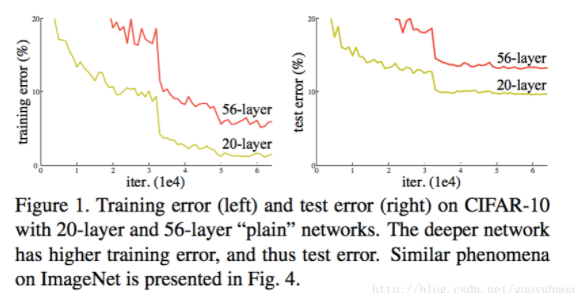 20
20
training error (%)
test error (%)
10
10
56-layer
56-layer
20-layer
20-layer
0
0
0 1 2 3 4 5 6
0 1 2 3 4 5 6
iter. (1e4)
iter. (1e4)
Figure 1. Training error (left) and test error (right) on CIFAR-10
with 20-layer and 56-layer “plain” networks. The deeper network
has higher training error, and thus test error. Similar phenomena
on ImageNet is presented in Fig. 4.